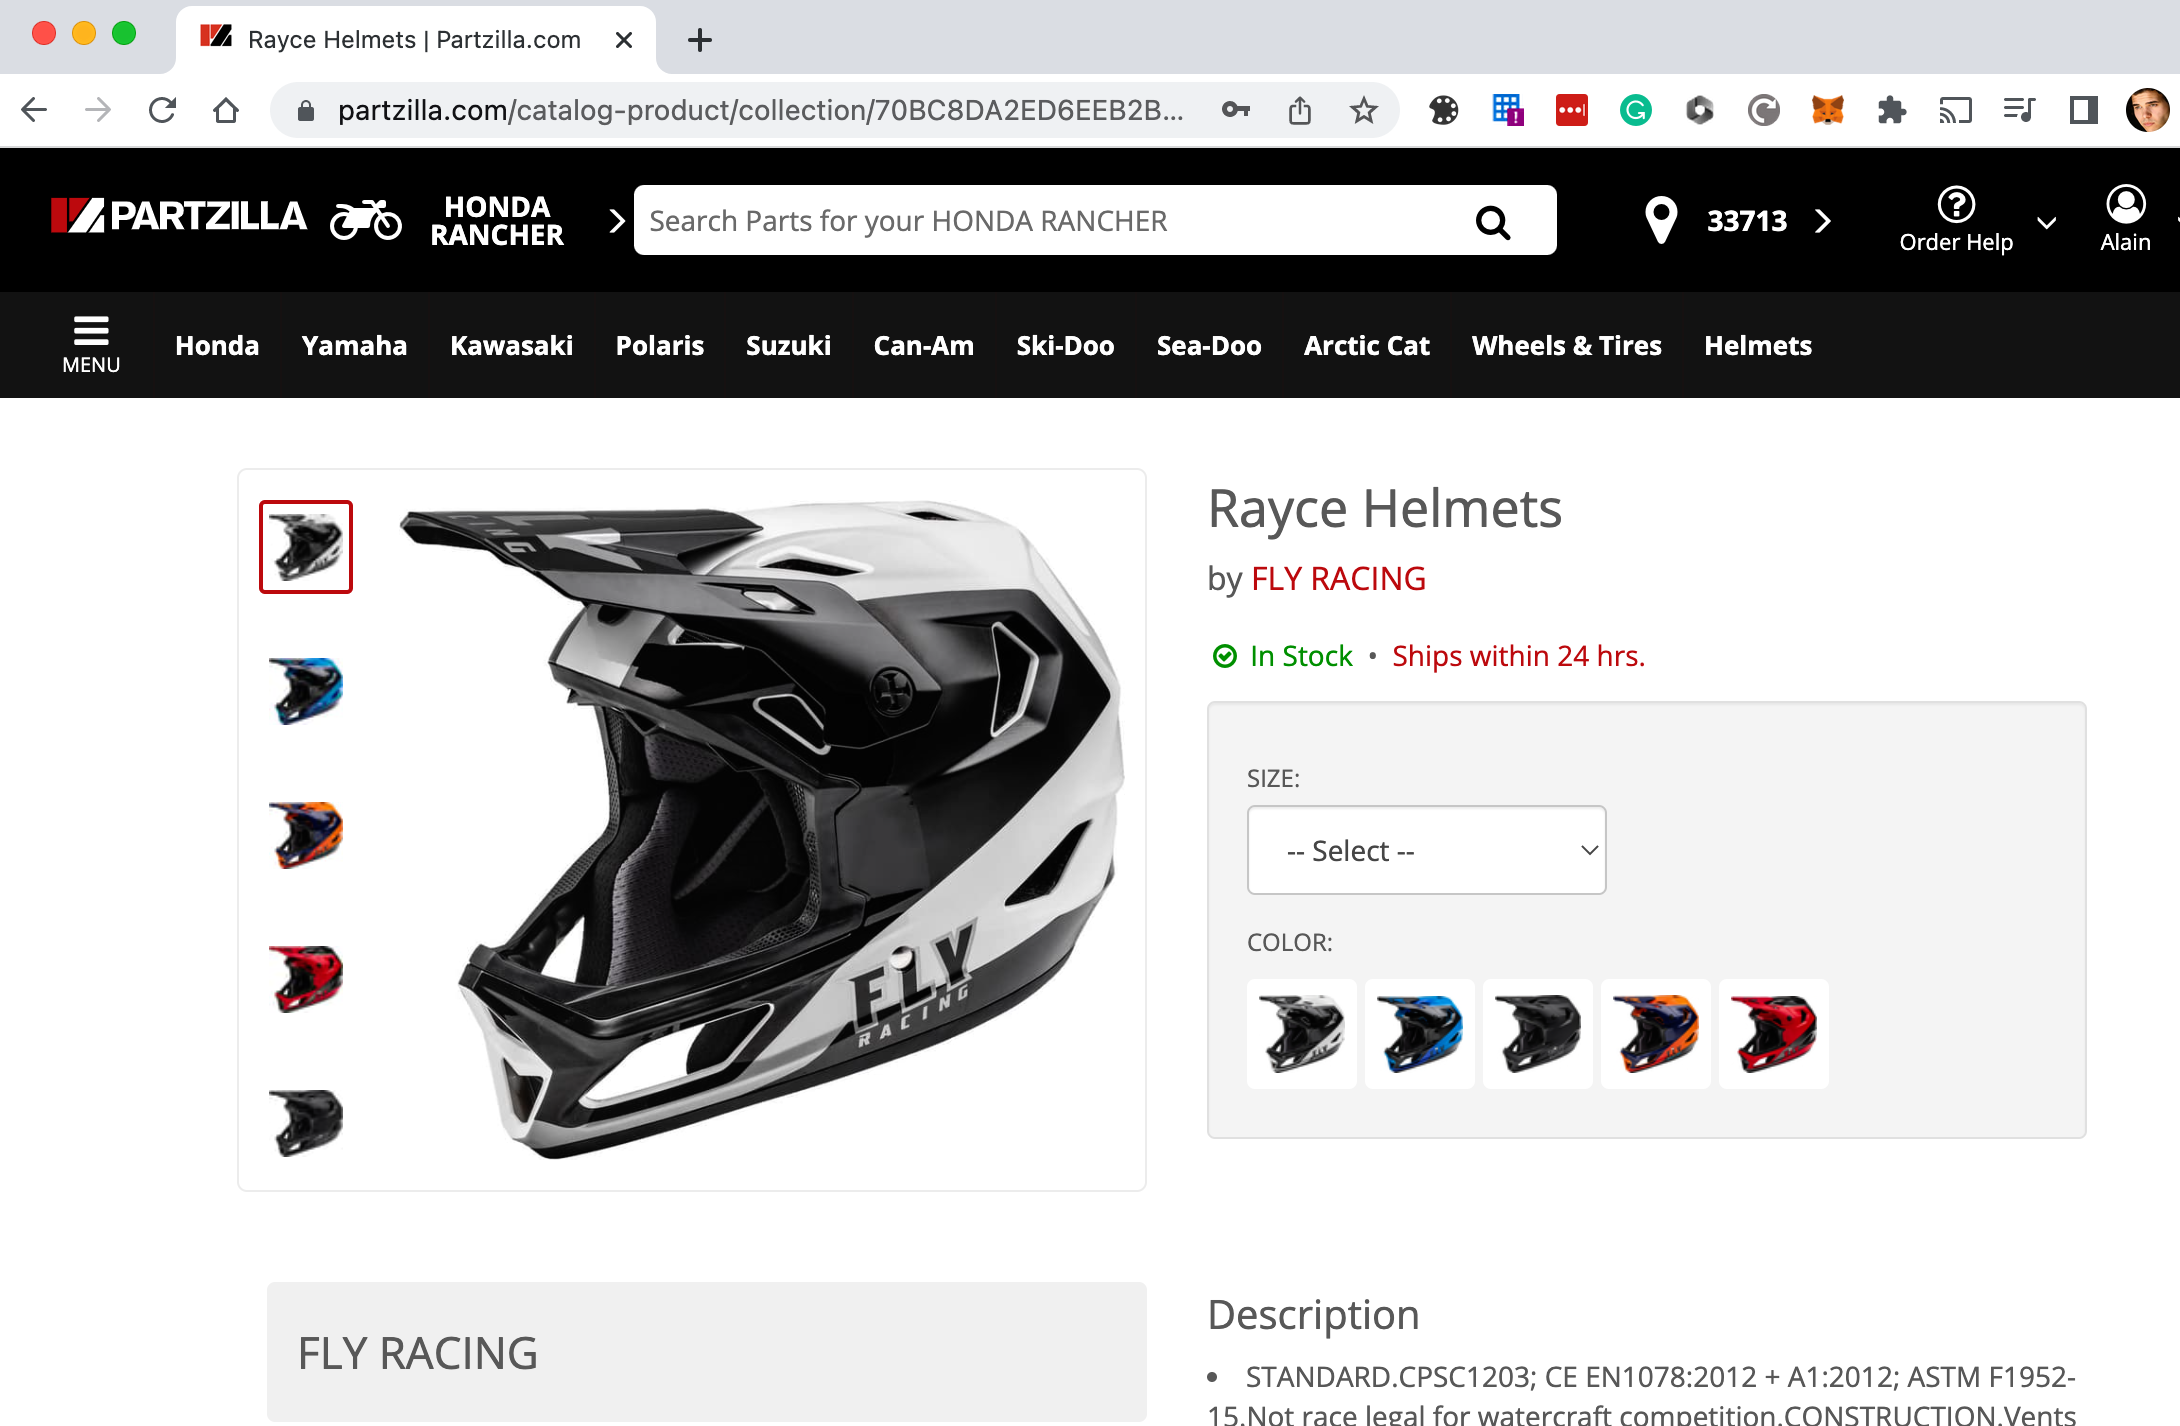 Rayce Helmets | Partzilla.com
partzilla.com/catalog-product/collection/70BC8DA2ED6EEB2B...
PARTZILLA
HONDA
RANCHER
Search Parts for your HONDA RANCHER
33713
Order Help
Alain
MENU
Honda
Yamaha
Kawasaki
Polaris
Suzuki
Can-Am
Ski-Doo
Sea-Doo
Arctic Cat
Wheels & Tires
Helmets
FLY
RACING
Rayce Helmets
by FLY RACING
In Stock • Ships within 24 hrs.
SIZE:
-- Select --
COLOR:
FLY RACING
Description
• STANDARD.CPSC1203; CE EN1078:2012 + A1:2012; ASTM F1952-
15.Not race legal for watercraft competition.CONSTRUCTION.Vents